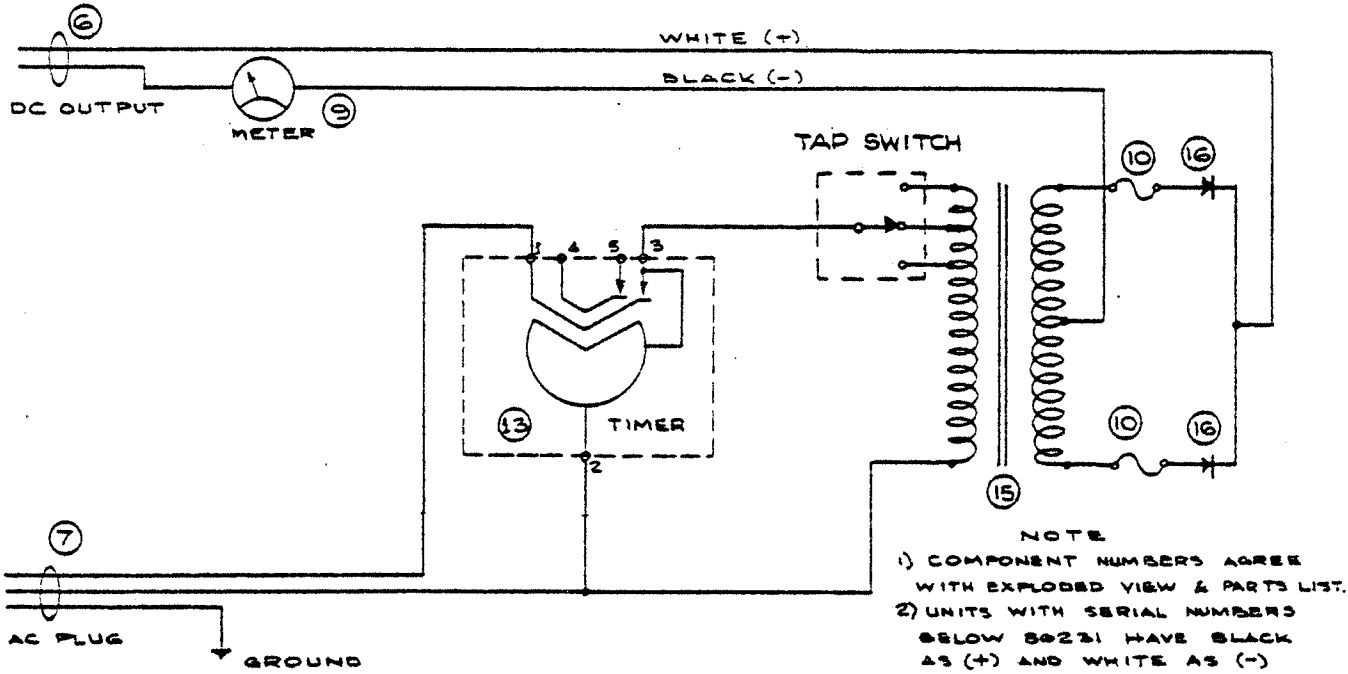 6
WHITE (+)
BLACK (-)
DC OUTPUT
METER
9
TAP SWITCH
10
16
1
4
5
3
13
TIMER
2
10
16
15
7
AC PLUG
GROUND
NOTE
1) COMPONENT NUMBERS AGREE
WITH EXPLODED VIEW & PARTS LIST.
2) UNITS WITH SERIAL NUMBERS
BELOW HAVE BLACK
AS (+) AND WHITE AS (-)